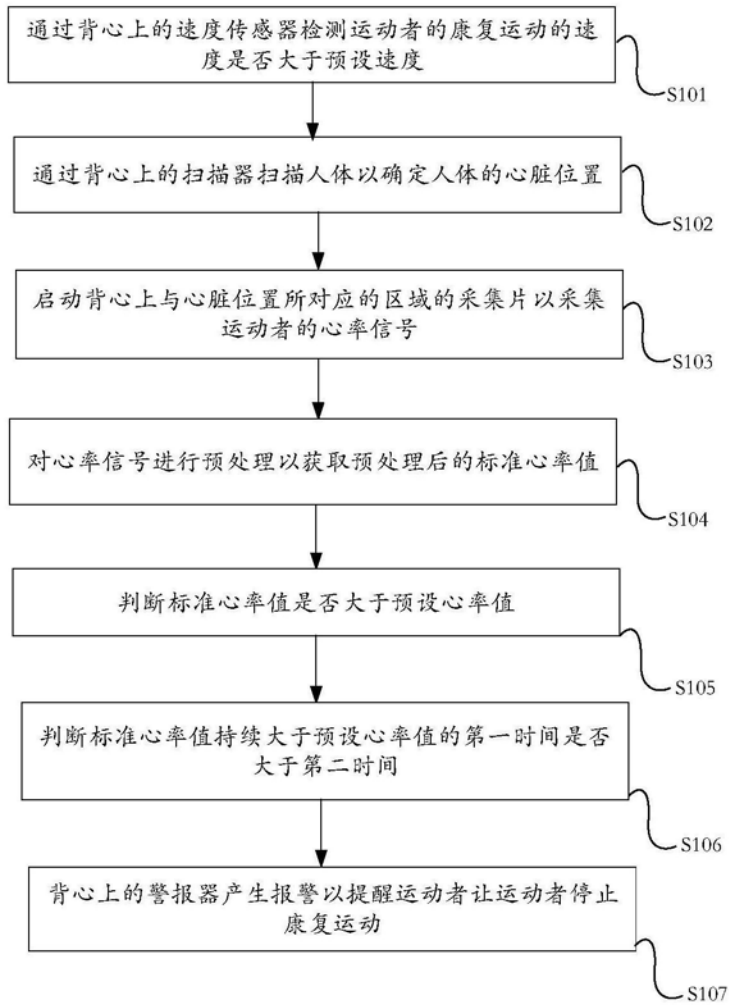 通过背心上的速度传感器检测运动者的康复运动的速
度是否大于预设速度
S101
通过背心上的扫描器扫描人体以确定人体的心脏位置
S102
启动背心上与心脏位置所对应的区域的采集片以采集
运动者的心率信号
S103
对心率信号进行预处理以获取预处理后的标准心率值
S104
判断标准心率值是否大于预设心率值
S105
判断标准心率值持续大于预设心率值的第一时间是否
大于第二时间
S106
背心上的警报器产生报警以提醒运动者让运动者停止
康复运动
S107